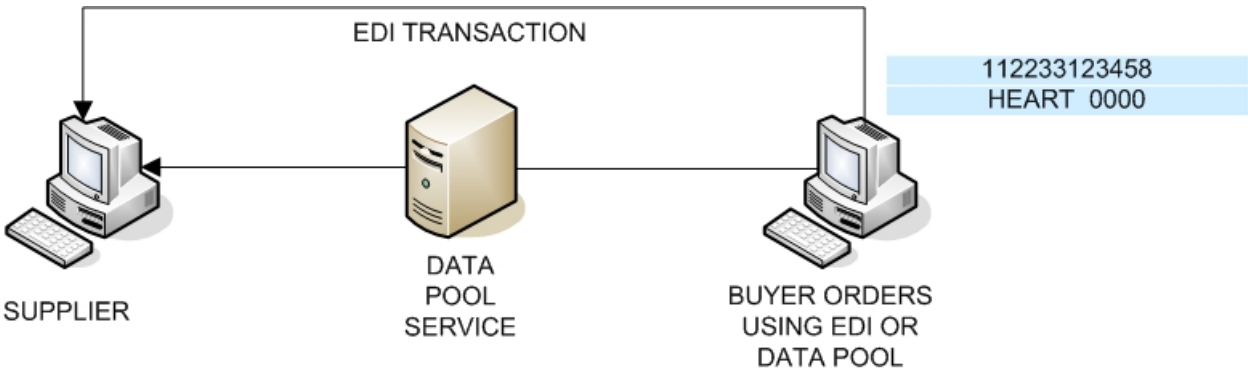 EDI TRANSACTION
112233123458
HEART 0000
SUPPLIER
DATA
POOL
SERVICE
BUYER ORDERS
USING EDI OR
DATA POOL